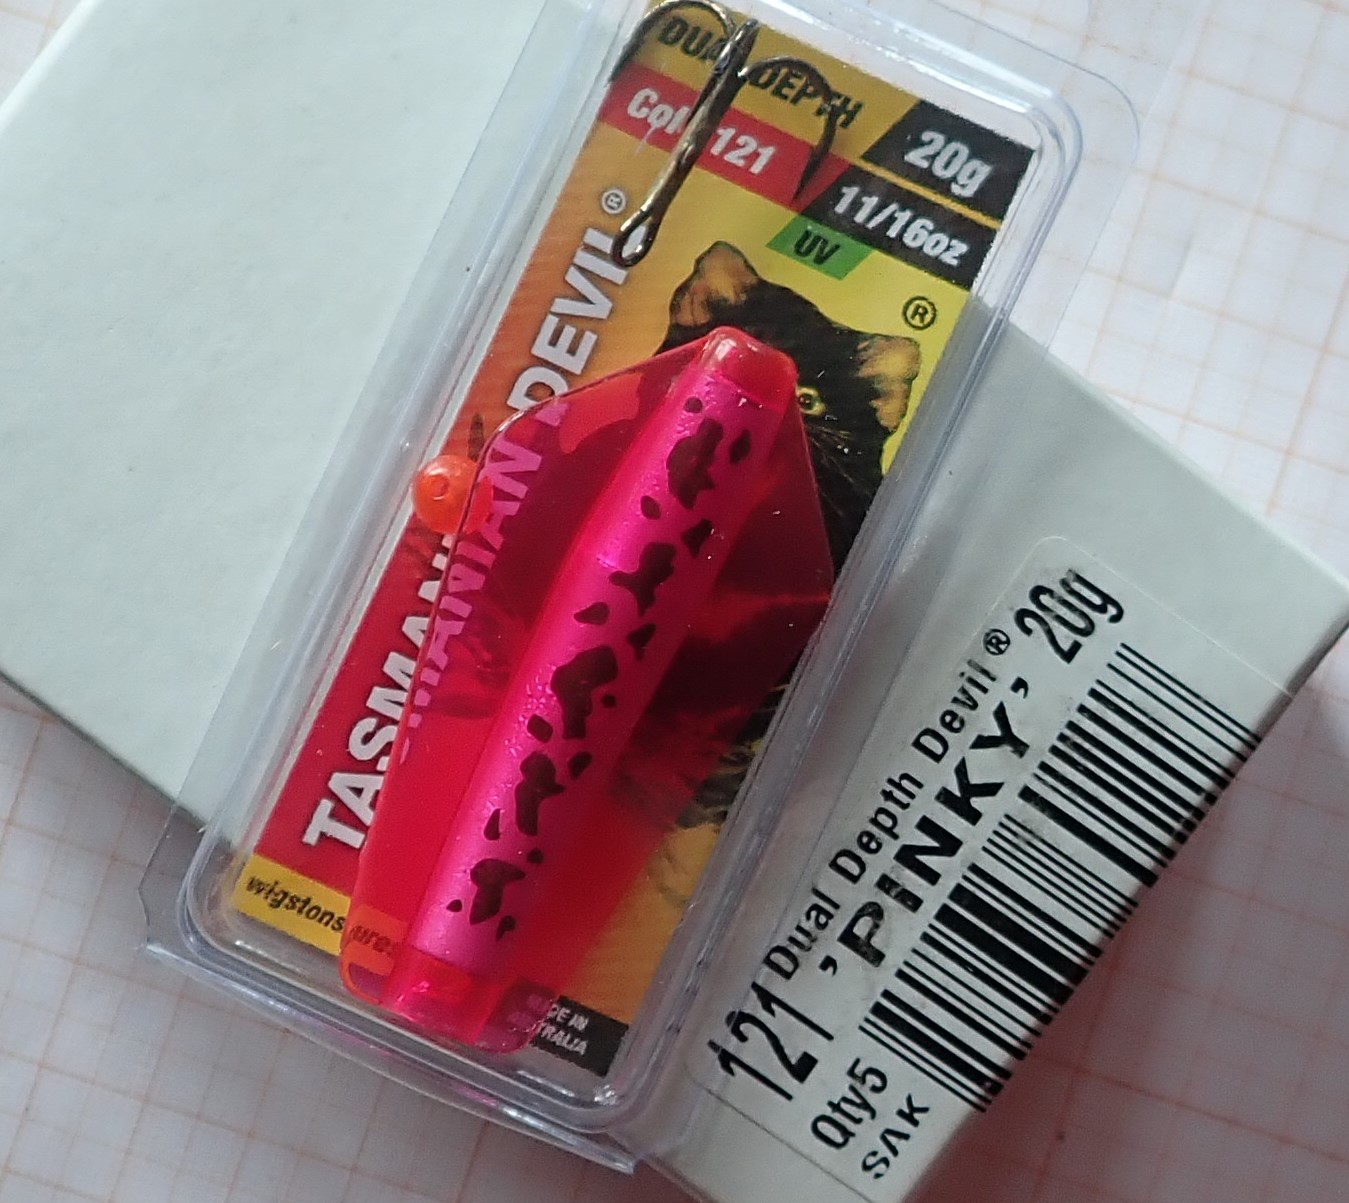 DUAL DEPTH
Col. 121
20g
11/16oz
UV
®
TASMANIAN DEVIL®
wigstons
MADE IN
AUSTRALIA
121 Dual Depth Devil®
'PINKY' 20g
Qty5
SAK